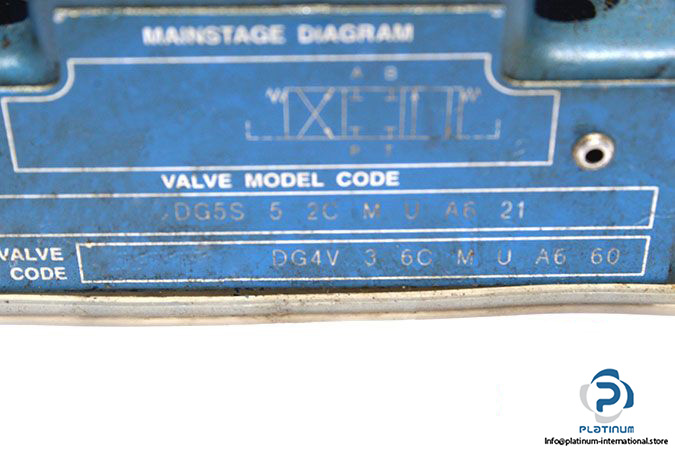 MAINSTAGE DIAGRAM
A B
P T
VALVE MODEL CODE
DG5S 5 2C M U A6 21
VALVE DG4V 3 6C M U A6 60
CODE
PLATINUM
Info@platinum-international.store